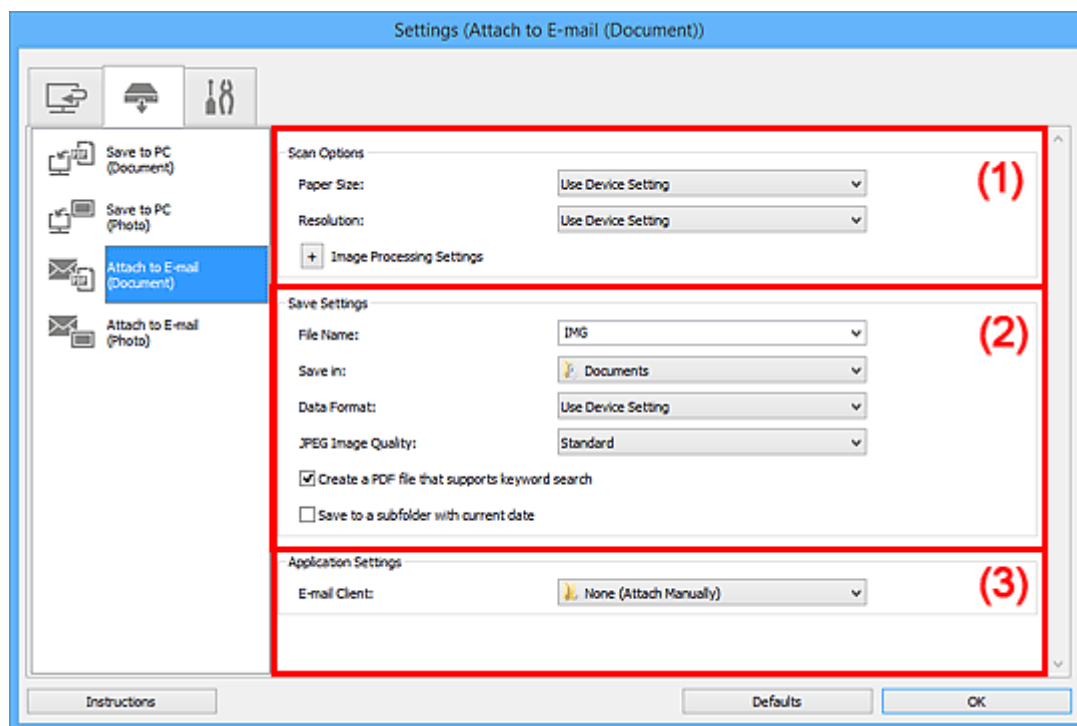 Settings (Attach to E-mail (Document))
Save to PC
(Document)
Save to PC
(Photo)
Attach to E-mail
(Document)
Attach to E-mail
(Photo)
Scan Options
(1)
Paper Size: Use Device Setting
Resolution: Use Device Setting
+ Image Processing Settings
Save Settings
(2)
File Name: IMG
Save in: Documents
Data Format: Use Device Setting
JPEG Image Quality: Standard
Create a PDF file that supports keyword search
Save to a subfolder with current date
Application Settings
(3)
E-mail Client: None (Attach Manually)
Instructions Defaults OK